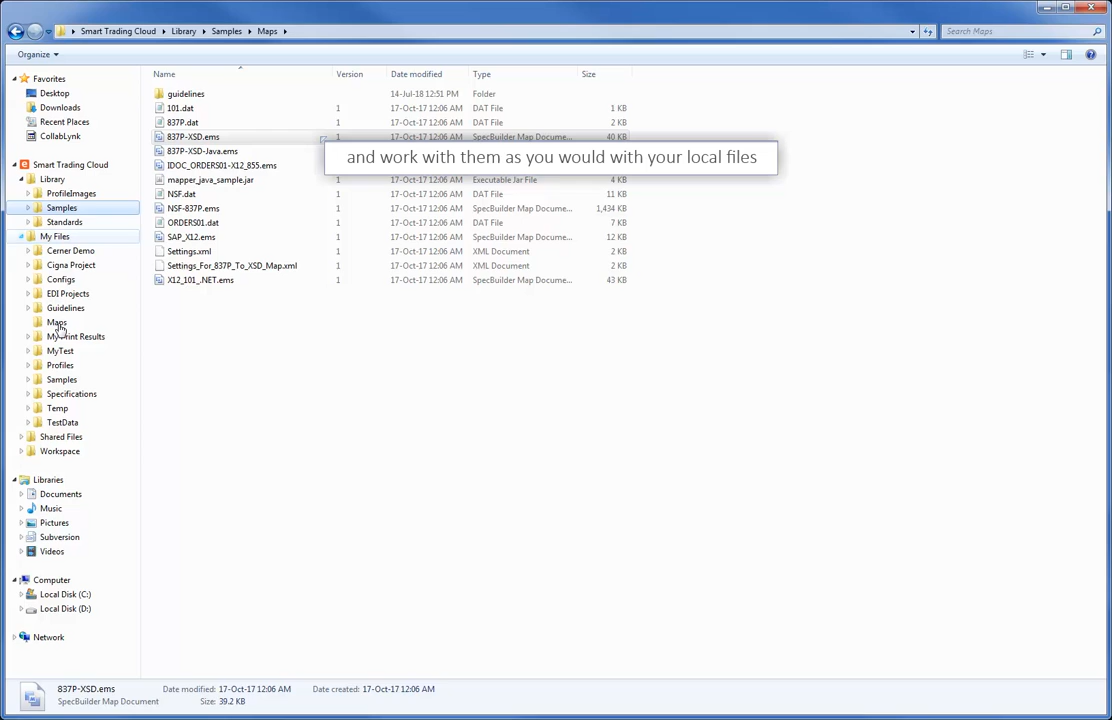 Smart Trading Cloud Library Samples Maps Search Maps
Organize
Favorites
Desktop
Downloads
Recent Places
CollabLynk
Smart Trading Cloud
Library
ProfileImages
Samples
Standards
My Files
Cerner Demo
Cigna Project
Configs
EDI Projects
Guidelines
Maps
My Print Results
MyTest
Profiles
Samples
Specifications
Temp
TestData
Shared Files
Workspace
Libraries
Documents
Music
Pictures
Subversion
Videos
Computer
Local Disk (C:)
Local Disk (D:)
Network
Name Version Date modified Type Size
guidelines 14-Jul-18 12:51 PM Folder
101.dat 1 17-Oct-17 12:06 AM DAT File 1 KB
837P.dat 1 17-Oct-17 12:06 AM DAT File 2 KB
837P-XSD.ems 1 17-Oct-17 12:06 AM SpecBuilder Map Docume... 40 KB
837P-XSD-Java.ems
IDOC_ORDERS01-X12_855.ems
and work with them as you would with your local files
mapper_java_sample.jar 1 17-Oct-17 12:06 AM Executable Jar File 4 KB
NSF.dat 1 17-Oct-17 12:06 AM DAT File 11 KB
NSF-837P.ems 1 17-Oct-17 12:06 AM SpecBuilder Map Docume... 1,434 KB
ORDERS01.dat 1 17-Oct-17 12:06 AM DAT File 7 KB
SAP_X12.ems 1 17-Oct-17 12:06 AM SpecBuilder Map Docume... 12 KB
Settings.xml 1 17-Oct-17 12:06 AM XML Document 2 KB
Settings_For_837P_To_XSD_Map.xml 1 17-Oct-17 12:06 AM XML Document 2 KB
X12_101_.NET.ems 1 17-Oct-17 12:06 AM SpecBuilder Map Docume... 43 KB
837P-XSD.ems Date modified: 17-Oct-17 12:06 AM Date created: 17-Oct-17 12:06 AM
SpecBuilder Map Document Size: 39.2 KB